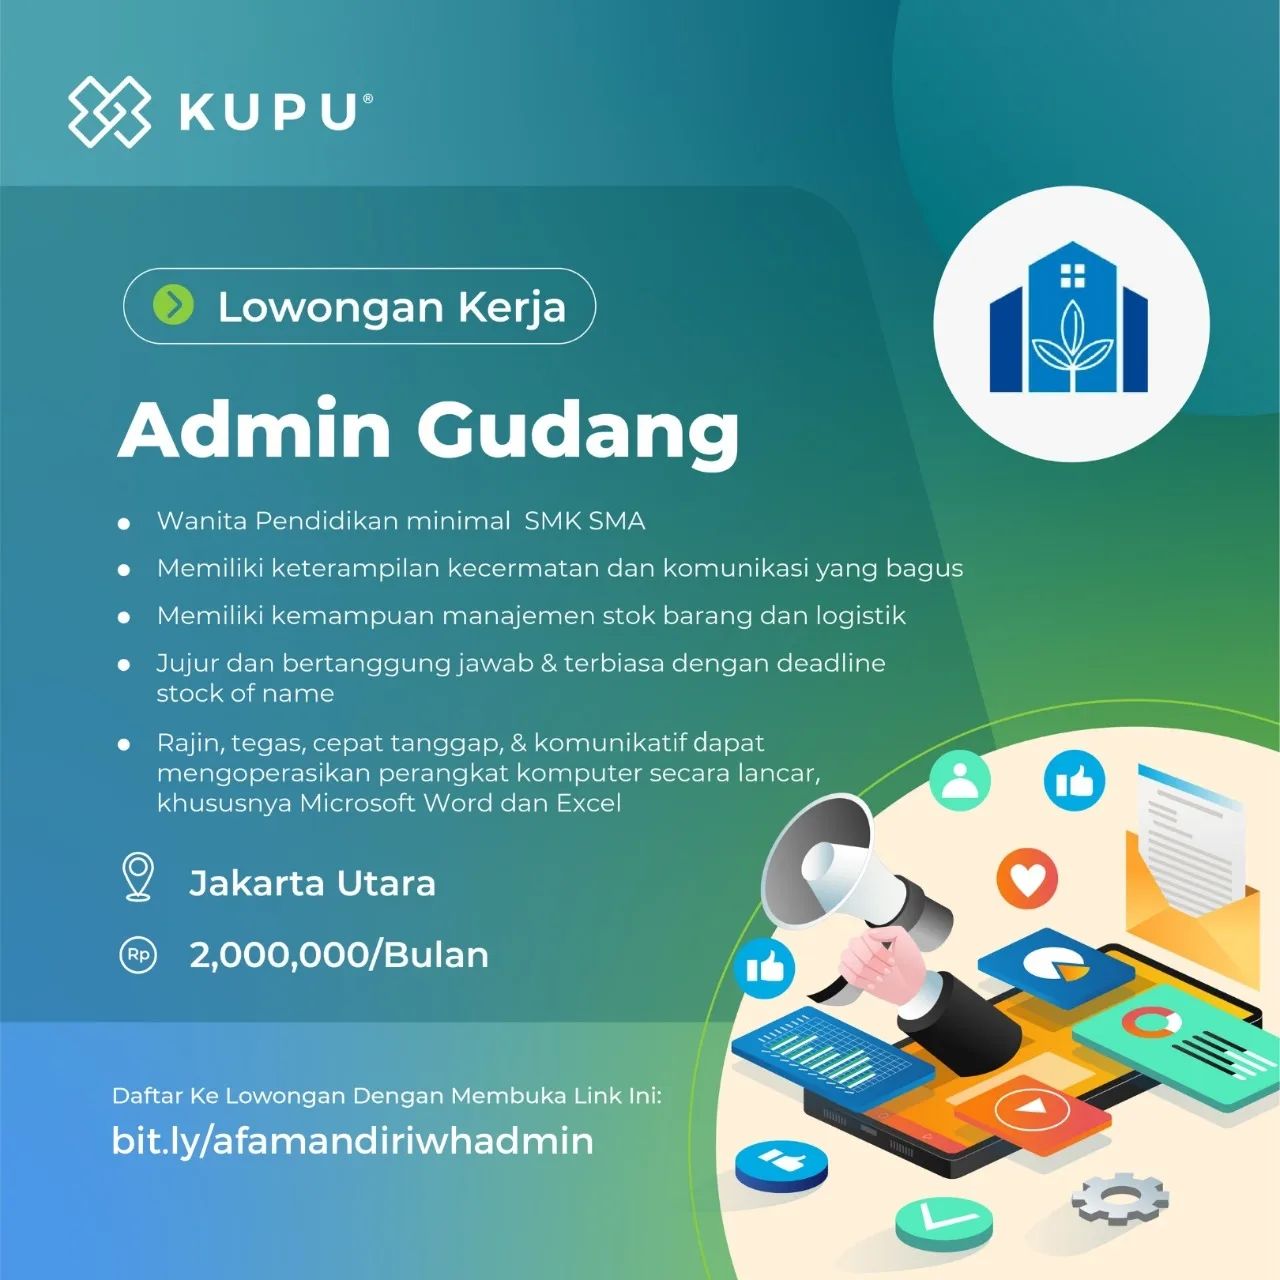 KUPU®
Lowongan Kerja
Admin Gudang
Wanita Pendidikan minimal SMK SMA
Memiliki keterampilan kecermatan dan komunikasi yang bagus
Memiliki kemampuan manajemen stok barang dan logistik
Jujur dan bertanggung jawab & terbiasa dengan deadline
stock of name
Rajin, tegas, cepat tanggap, & komunikatif dapat
mengoperasikan perangkat komputer secara lancar,
khususnya Microsoft Word dan Excel
Jakarta Utara
Rp 2,000,000/Bulan
Daftar Ke Lowongan Dengan Membuka Link Ini:
bit.ly/afamandiriwhadmin